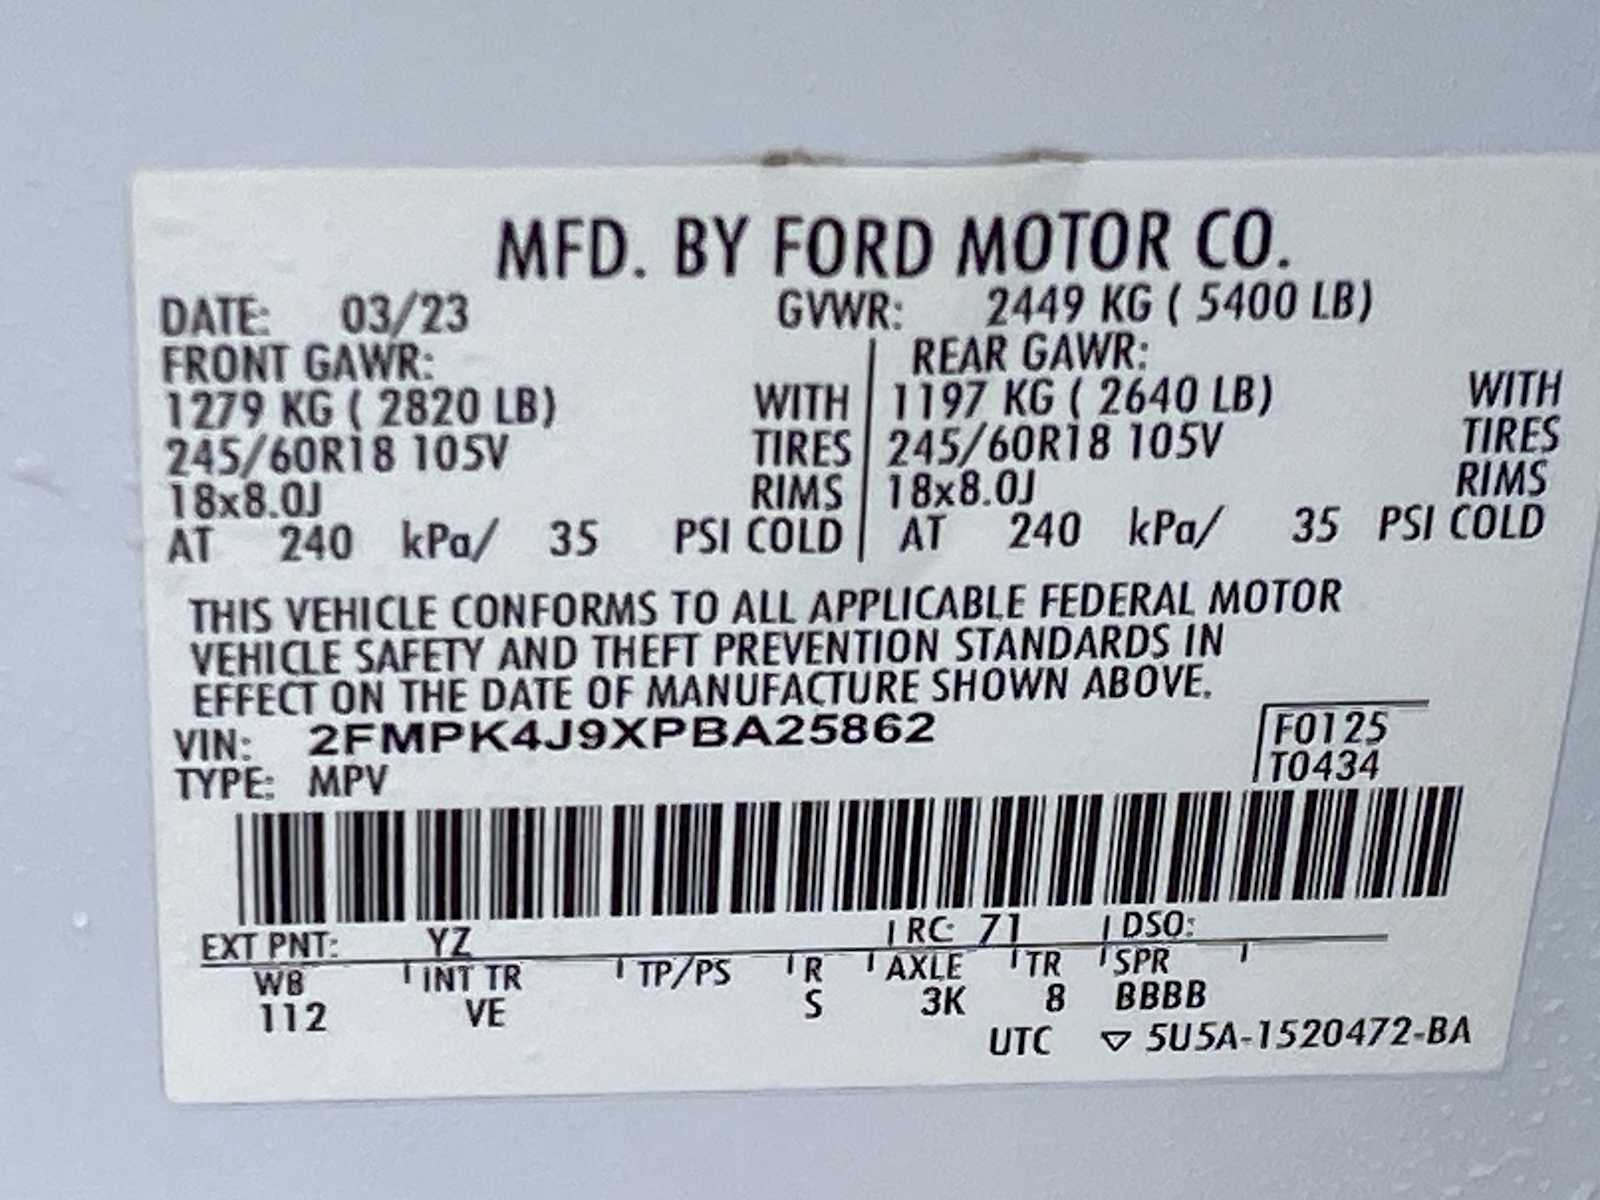 MFD. BY FORD MOTOR CO.
DATE: 03/23 GVWR: 2449 KG ( 5400 LB)
FRONT GAWR: REAR GAWR:
1279 KG ( 2820 LB) WITH 1197 KG ( 2640 LB) WITH
245/60R18 105V TIRES 245/60R18 105V TIRES
18x8.0J RIMS 18x8.0J RIMS
AT 240 kPa/ 35 PSI COLD AT 240 kPa/ 35 PSI COLD
THIS VEHICLE CONFORMS TO ALL APPLICABLE FEDERAL MOTOR
VEHICLE SAFETY AND THEFT PREVENTION STANDARDS IN
EFFECT ON THE DATE OF MANUFACTURE SHOWN ABOVE.
VIN: 2FMPK4J9XPBA25862 F0125
TYPE: MPV T0434
EXT PNT: YZ RC: 71 DSO:
WB INT TR TP/PS R AXLE TR SPR
112 VE S 3K 8 BBBB
UTC ▽ 5U5A-1520472-BA